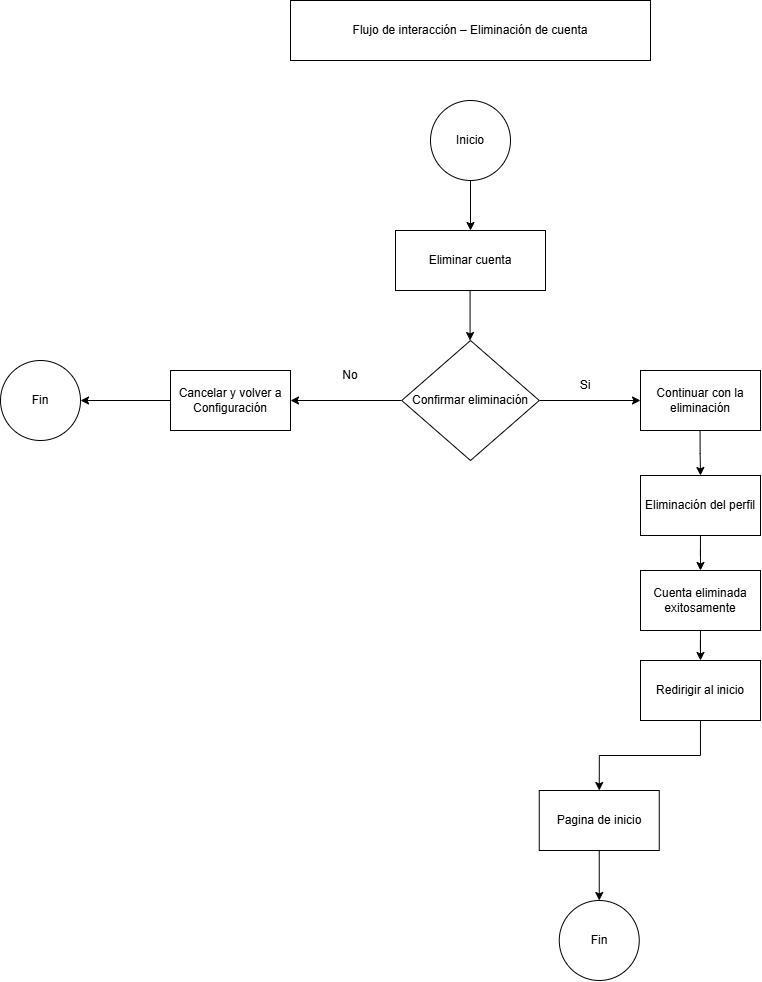 Flujo de interacción – Eliminación de cuenta
Inicio
Eliminar cuenta
No
Si
Fin
Cancelar y volver a
Configuración
Confirmar eliminación
Continuar con la
eliminación
Eliminación del perfil
Cuenta eliminada
exitosamente
Redirigir al inicio
Pagina de inicio
Fin